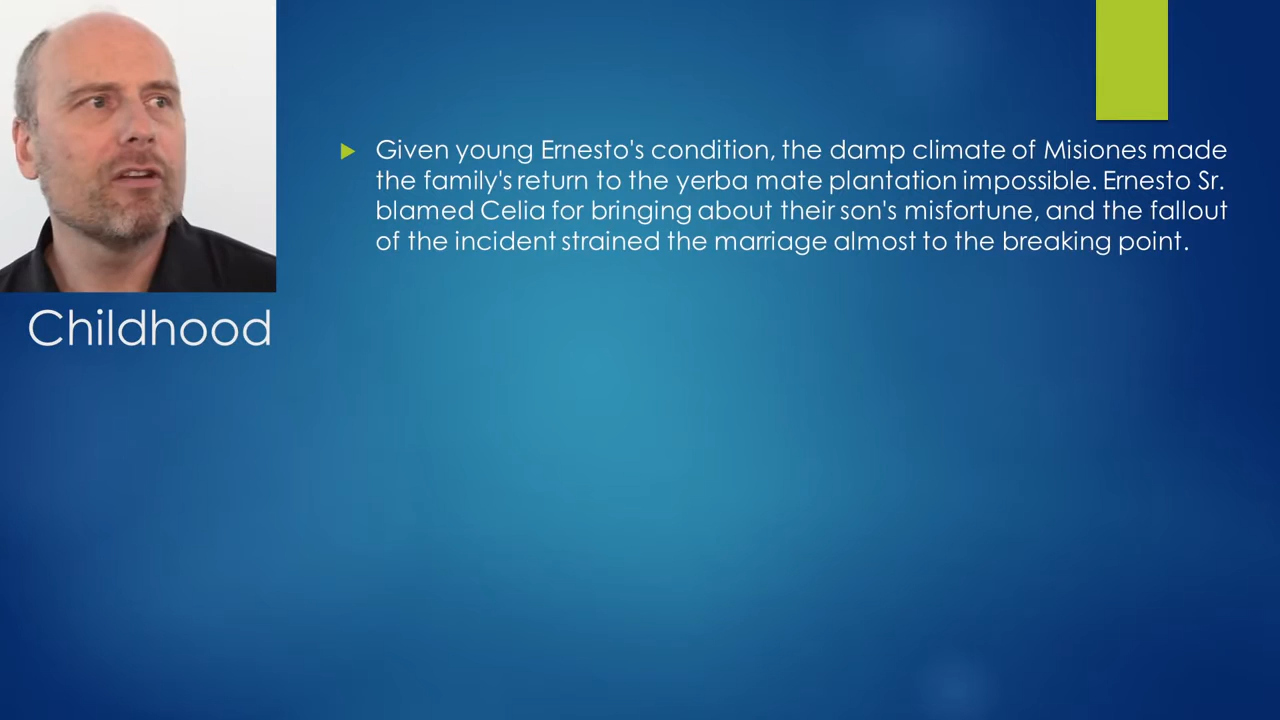 Childhood
Given young Ernesto's condition, the damp climate of Misiones made
the family's return to the yerba mate plantation impossible. Ernesto Sr.
blamed Celia for bringing about their son's misfortune, and the fallout
of the incident strained the marriage almost to the breaking point.